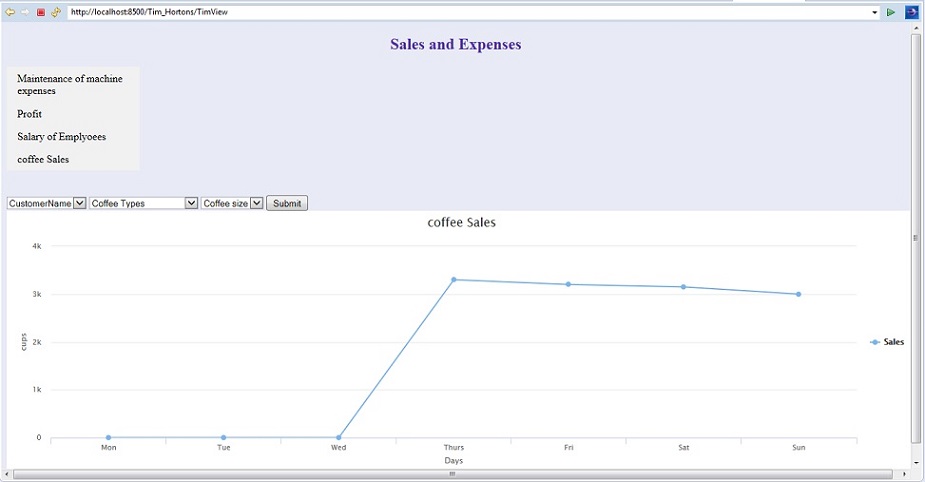 http://localhost:8500/Tim_Hortons/TimView
Sales and Expenses
Maintenance of machine
expenses
Profit
Salary of Emplyoees
coffee Sales
CustomerName Coffee Types Coffee size Submit
coffee Sales
4k
3k
2k
1k
0
cups
Sales
Mon Tue Wed Thurs Fri Sat Sun
Days